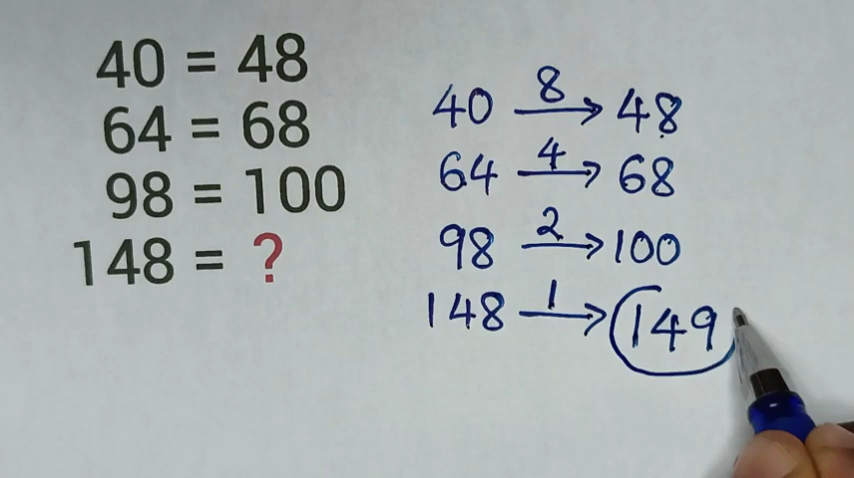 40 = 48
64 = 68
98 = 100
148 = ?
8
40 → 48
4
64 → 68
2
98 → 100
1
148 → 149